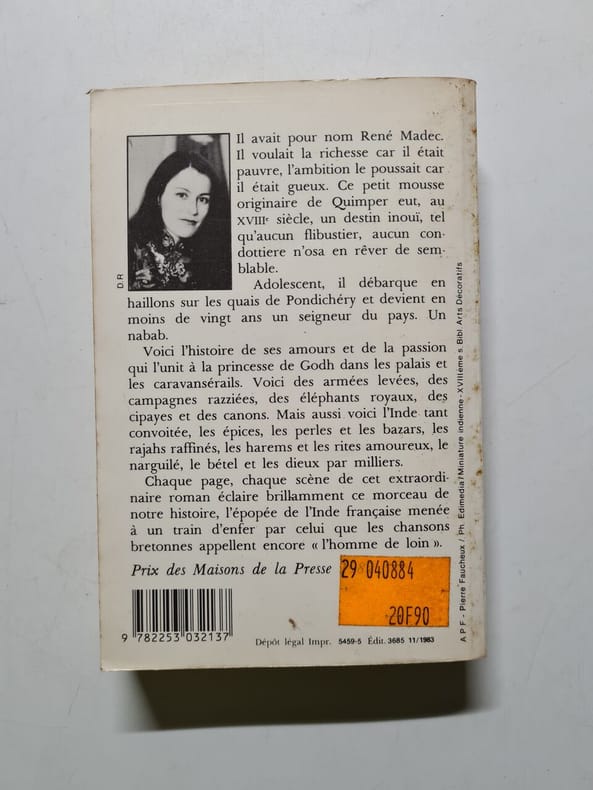 Il avait pour nom René Madec.
Il voulait la richesse car il était
pauvre, l'ambition le poussait car
il était gueux. Ce petit mousse
originaire de Quimper eut, au
XVIIIᵉ siècle, un destin inouï, tel
qu'aucun flibustier, aucun con-
dottiere n'osa en rêver de sem-
blable.
D.R
Adolescent, il débarque en
haillons sur les quais de Pondichéry et devient en
moins de vingt ans un seigneur du pays. Un
nabab.
Voici l'histoire de ses amours et de la passion
qui l'unit à la princesse de Godh dans les palais et
les caravansérails. Voici des armées levées, des
campagnes razziées, des éléphants royaux, des
cipayes et des canons. Mais aussi voici l'Inde tant
convoitée, les épices, les perles et les bazars, les
rajahs raffinés, les harems et les rites amoureux, le
narguilé, le bétel et les dieux par milliers.
Chaque page, chaque scène de cet extraordi-
naire roman éclaire brillamment ce morceau de
notre histoire, l'épopée de l'Inde française menée
à un train d'enfer par celui que les chansons
bretonnes appellent encore « l'homme de loin ».
Prix des Maisons de la Presse
29 040884
20F90
9 782253 032137
Dépôt légal Impr. 5459-5 Édit. 3685 11/1983
A P F - Pierre Faucheux / Ph. Edimedia/Miniature indienne - XVIIIème s. Bibl. Arts Décoratifs